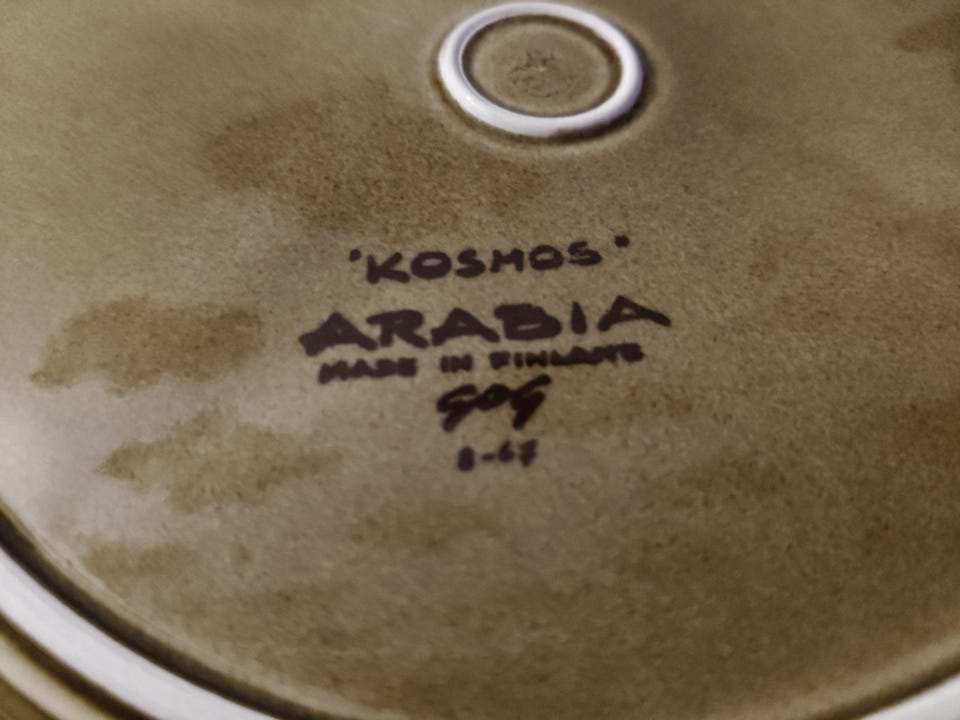 "KOSMOS"
ARABIA
MADE IN FINLAND
GOG
8-67